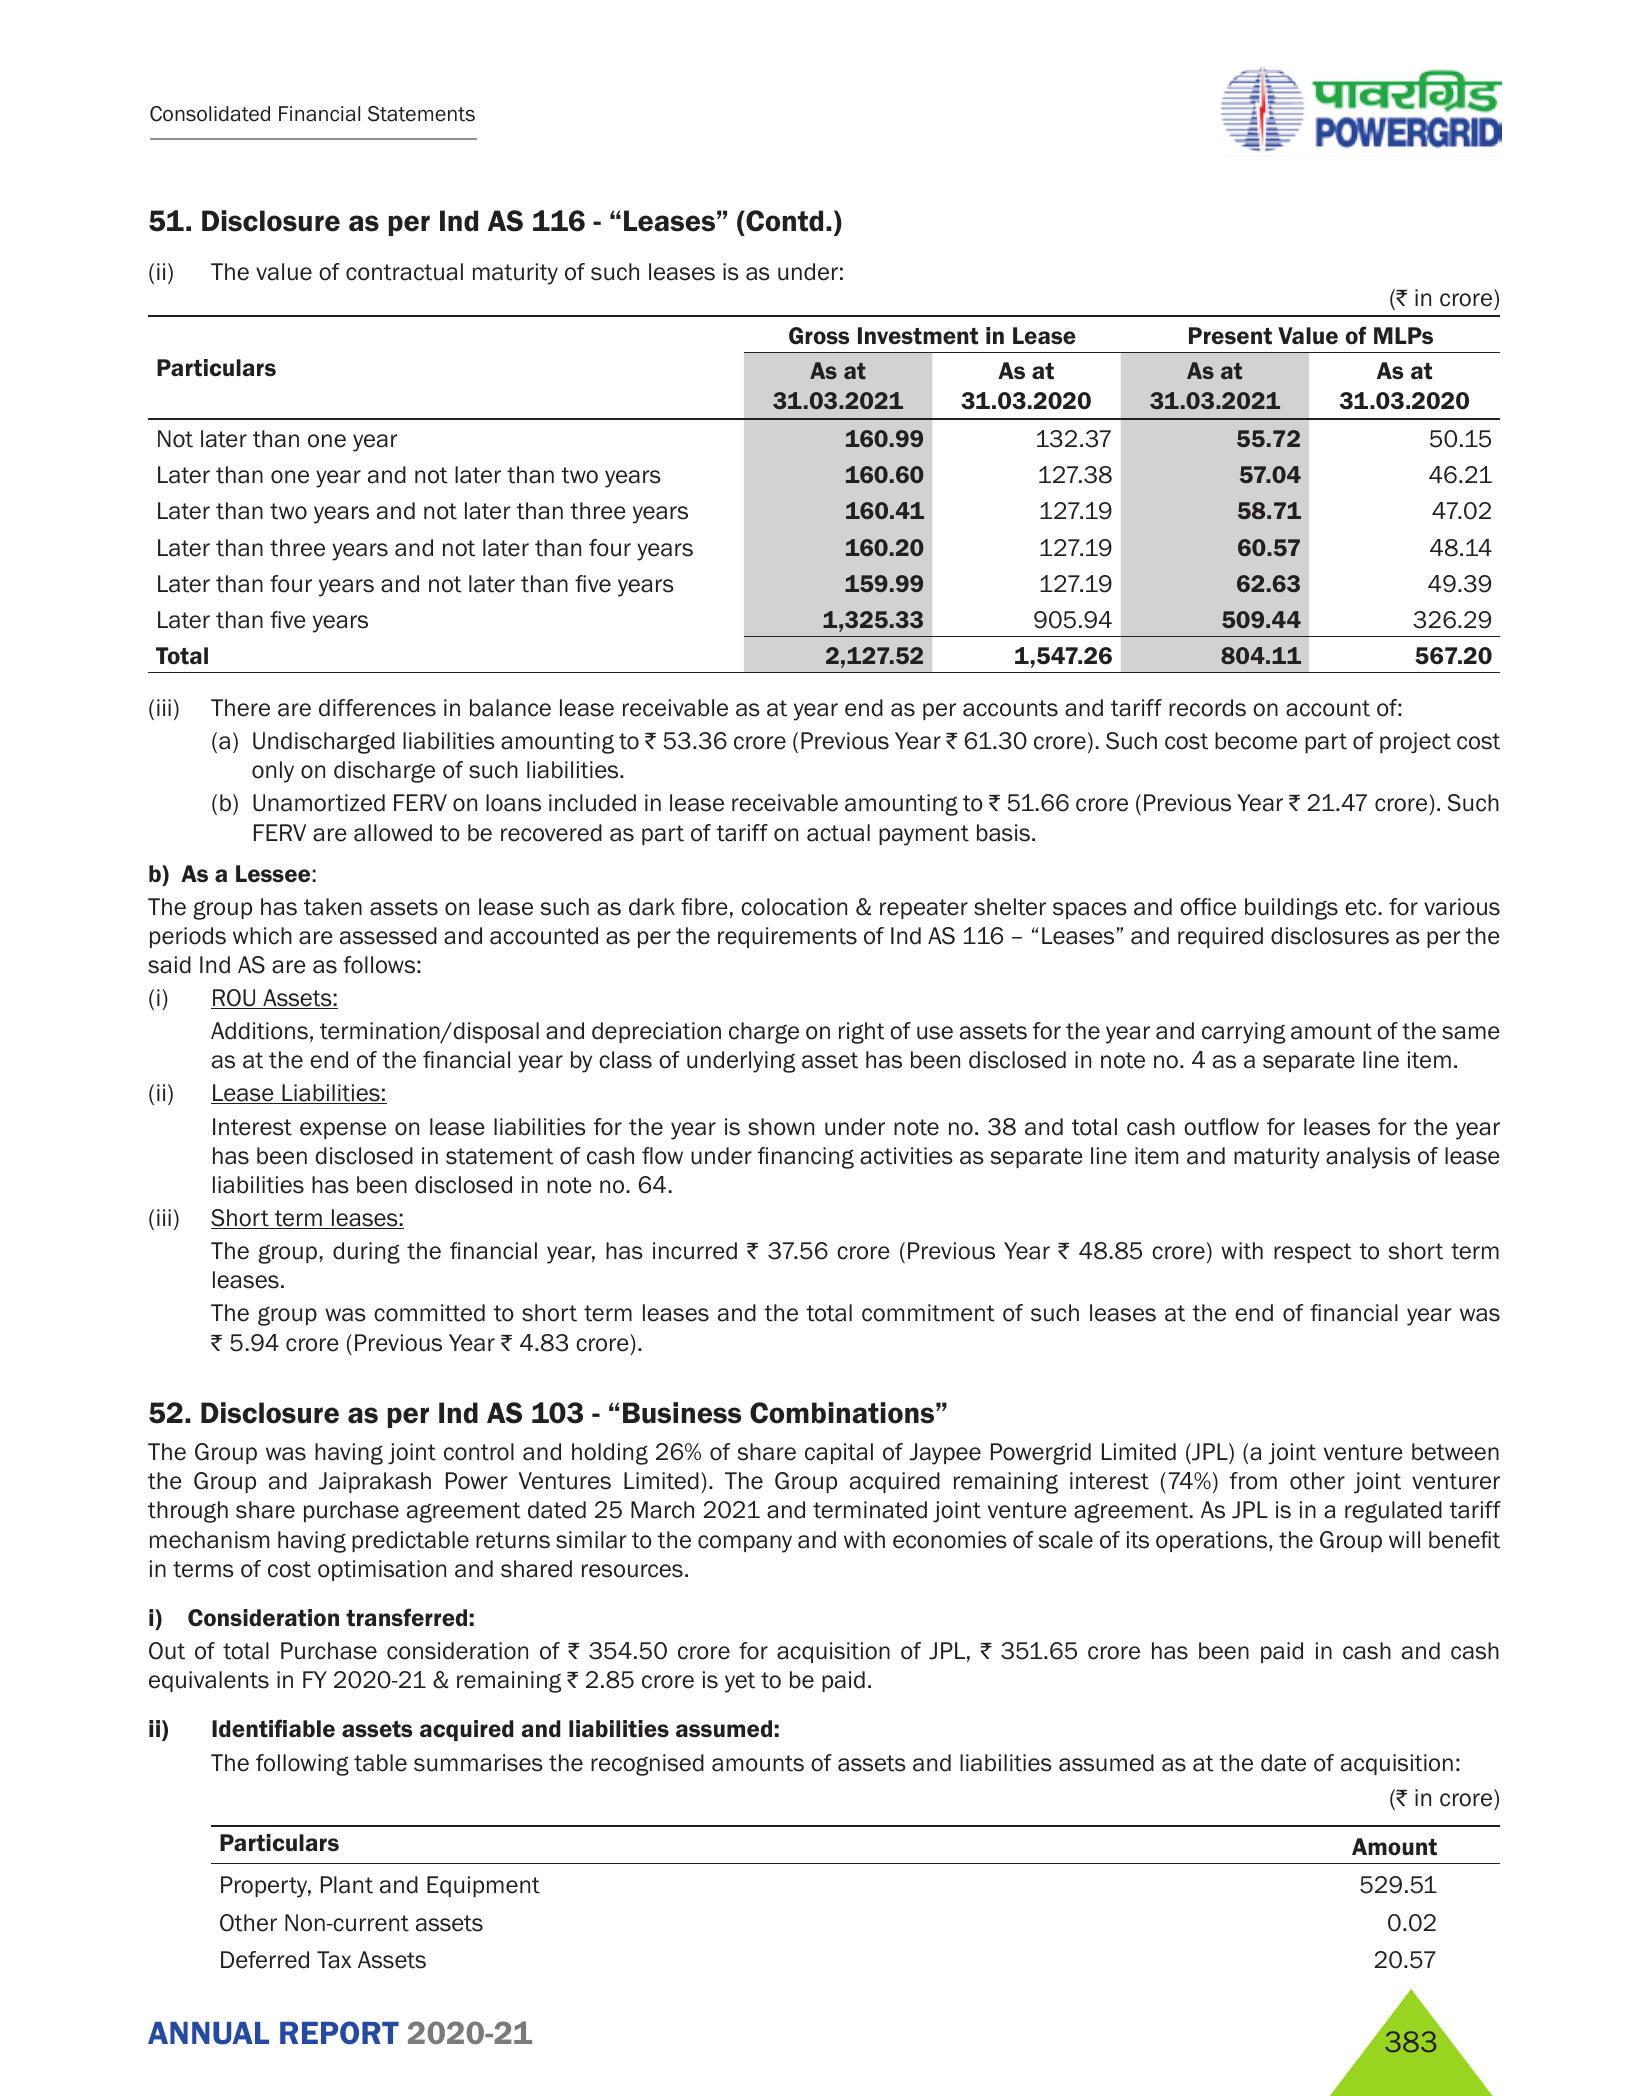 Consolidated Financial Statements
पावरग्रिड
POWERGRID
51. Disclosure as per Ind AS 116 - “Leases” (Contd.)
(ii) The value of contractual maturity of such leases is as under:
(₹ in crore)
Gross Investment in Lease Present Value of MLPs
Particulars As at As at As at As at
31.03.2021 31.03.2020 31.03.2021 31.03.2020
Not later than one year 160.99 132.37 55.72 50.15
Later than one year and not later than two years 160.60 127.38 57.04 46.21
Later than two years and not later than three years 160.41 127.19 58.71 47.02
Later than three years and not later than four years 160.20 127.19 60.57 48.14
Later than four years and not later than five years 159.99 127.19 62.63 49.39
Later than five years 1,325.33 905.94 509.44 326.29
Total 2,127.52 1,547.26 804.11 567.20
(iii) There are differences in balance lease receivable as at year end as per accounts and tariff records on account of:
(a) Undischarged liabilities amounting to ₹ 53.36 crore (Previous Year ₹ 61.30 crore). Such cost become part of project cost
only on discharge of such liabilities.
(b) Unamortized FERV on loans included in lease receivable amounting to ₹ 51.66 crore (Previous Year ₹ 21.47 crore). Such
FERV are allowed to be recovered as part of tariff on actual payment basis.
b) As a Lessee:
The group has taken assets on lease such as dark fibre, colocation & repeater shelter spaces and office buildings etc. for various
periods which are assessed and accounted as per the requirements of Ind AS 116 – “Leases” and required disclosures as per the
said Ind AS are as follows:
(i) ROU Assets:
Additions, termination/disposal and depreciation charge on right of use assets for the year and carrying amount of the same
as at the end of the financial year by class of underlying asset has been disclosed in note no. 4 as a separate line item.
(ii) Lease Liabilities:
Interest expense on lease liabilities for the year is shown under note no. 38 and total cash outflow for leases for the year
has been disclosed in statement of cash flow under financing activities as separate line item and maturity analysis of lease
liabilities has been disclosed in note no. 64.
(iii) Short term leases:
The group, during the financial year, has incurred ₹ 37.56 crore (Previous Year ₹ 48.85 crore) with respect to short term
leases.
The group was committed to short term leases and the total commitment of such leases at the end of financial year was
₹ 5.94 crore (Previous Year ₹ 4.83 crore).
52. Disclosure as per Ind AS 103 - “Business Combinations”
The Group was having joint control and holding 26% of share capital of Jaypee Powergrid Limited (JPL) (a joint venture between
the Group and Jaiprakash Power Ventures Limited). The Group acquired remaining interest (74%) from other joint venturer
through share purchase agreement dated 25 March 2021 and terminated joint venture agreement. As JPL is in a regulated tariff
mechanism having predictable returns similar to the company and with economies of scale of its operations, the Group will benefit
in terms of cost optimisation and shared resources.
i) Consideration transferred:
Out of total Purchase consideration of ₹ 354.50 crore for acquisition of JPL, ₹ 351.65 crore has been paid in cash and cash
equivalents in FY 2020-21 & remaining ₹ 2.85 crore is yet to be paid.
ii) Identifiable assets acquired and liabilities assumed:
The following table summarises the recognised amounts of assets and liabilities assumed as at the date of acquisition:
(₹ in crore)
Particulars Amount
Property, Plant and Equipment 529.51
Other Non-current assets 0.02
Deferred Tax Assets 20.57
ANNUAL REPORT 2020-21
383